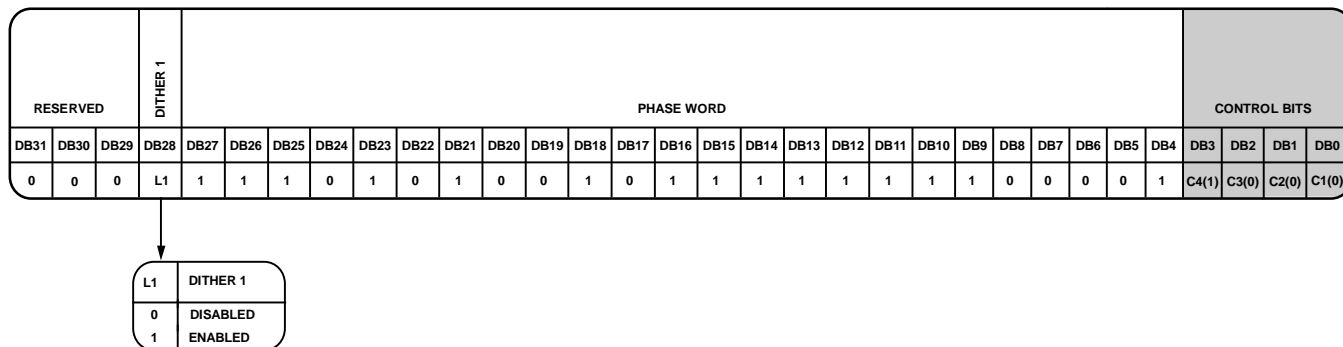 RESERVED DITHER 1 PHASE WORD CONTROL BITS
DB31 DB30 DB29 DB28 DB27 DB26 DB25 DB24 DB23 DB22 DB21 DB20 DB19 DB18 DB17 DB16 DB15 DB14 DB13 DB12 DB11 DB10 DB9 DB8 DB7 DB6 DB5 DB4 DB3 DB2 DB1 DB0
0 0 0 L1 1 1 1 0 1 0 1 0 0 1 0 1 1 1 1 1 1 1 1 0 0 0 0 1 C4(1) C3(0) C2(0) C1(0)
L1 DITHER 1
0 DISABLED
1 ENABLED